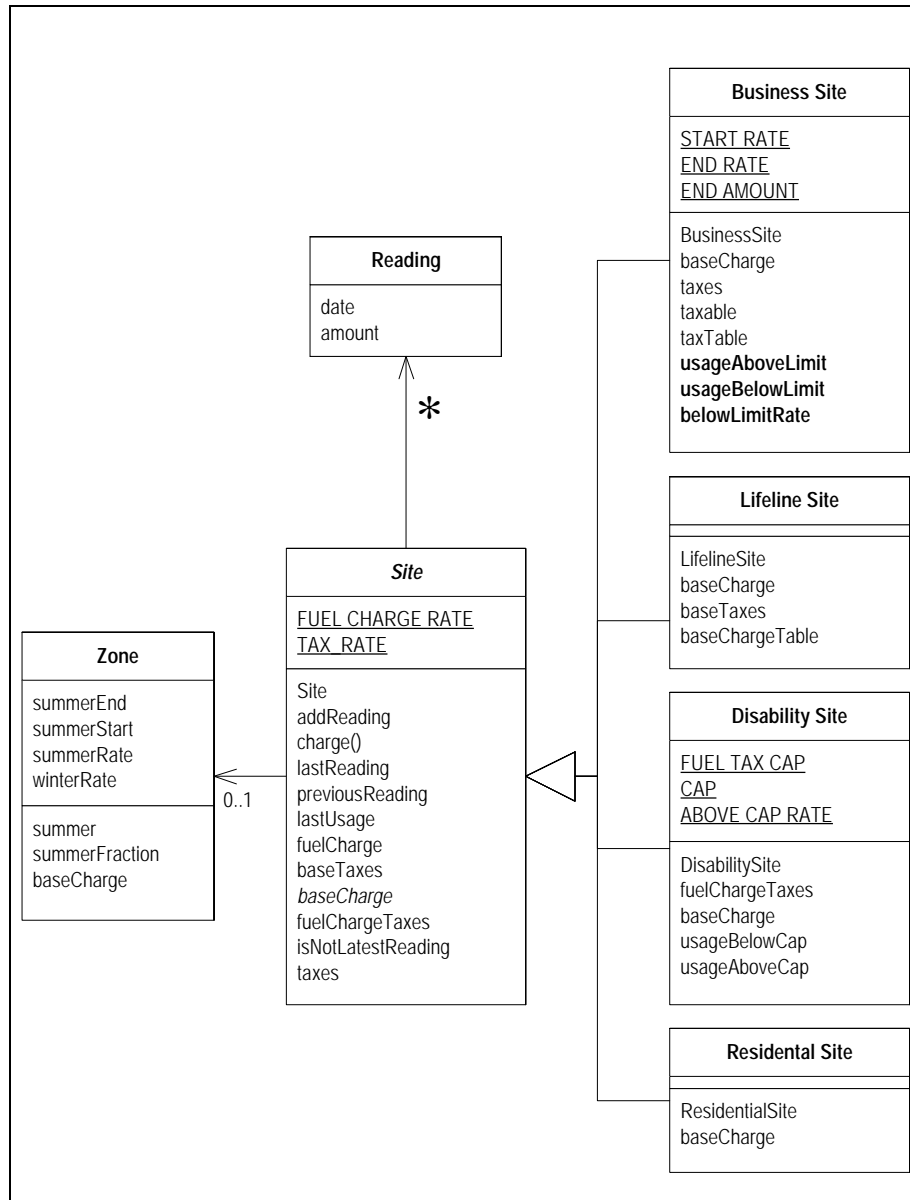 Business Site
START RATE
END RATE
END AMOUNT
BusinessSite
baseCharge
taxes
taxable
taxTable
usageAboveLimit
usageBelowLimit
belowLimitRate
Reading
date
amount
*
Lifeline Site
LifelineSite
baseCharge
baseTaxes
baseChargeTable
Site
FUEL CHARGE RATE
TAX_RATE
Site
addReading
charge()
lastReading
previousReading
lastUsage
fuelCharge
baseTaxes
baseCharge
fuelChargeTaxes
isNotLatestReading
taxes
Zone
summerEnd
summerStart
summerRate
winterRate
summer
summerFraction
baseCharge
0..1
Disability Site
FUEL TAX CAP
CAP
ABOVE CAP RATE
DisabilitySite
fuelChargeTaxes
baseCharge
usageBelowCap
usageAboveCap
Residental Site
ResidentialSite
baseCharge